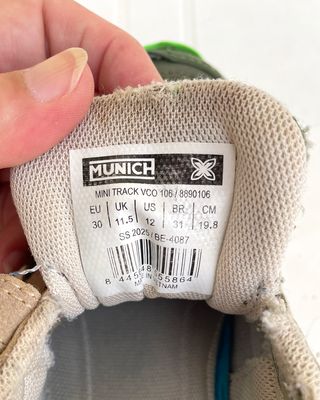 MUNICH
MINI TRACK VCO 106 / 8890106
EU UK US BR CM
30 11.5 12 31 19.8
SS 2025 / BE-4087